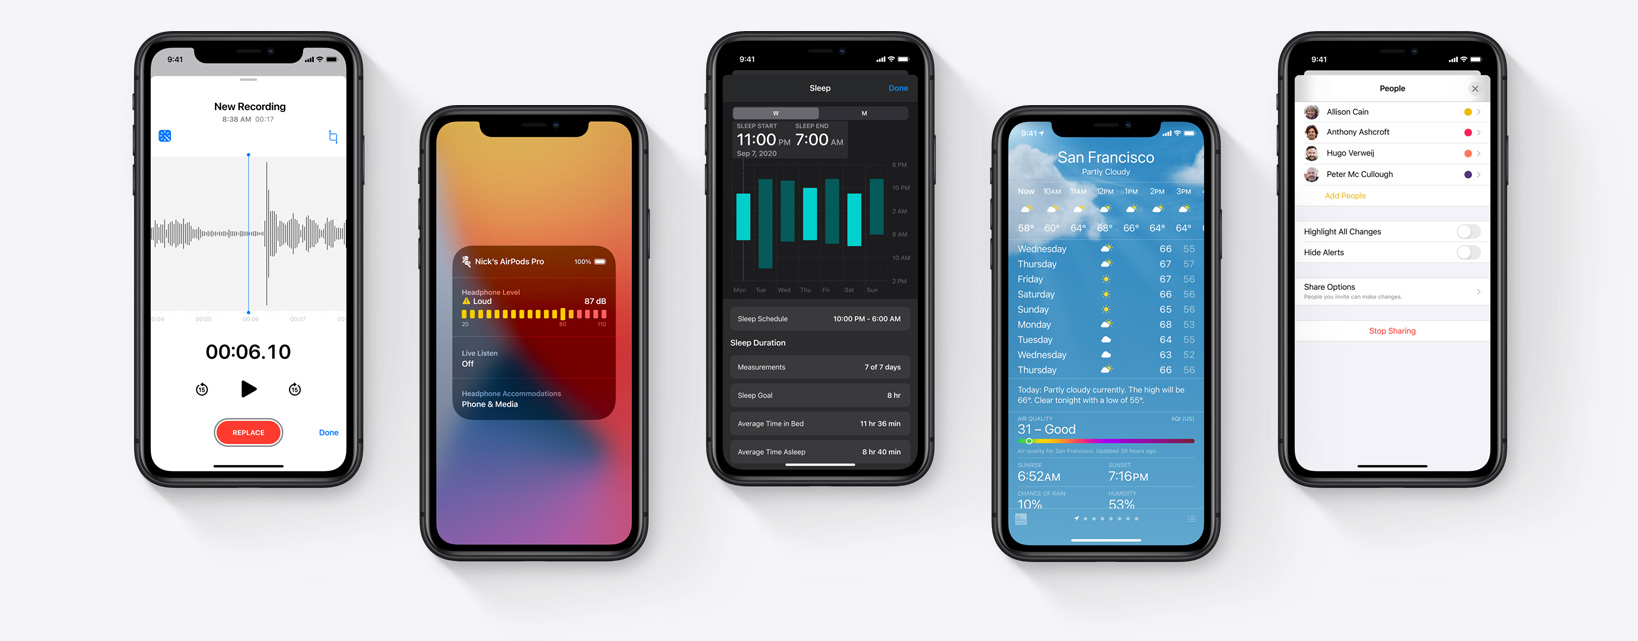 9:41
New Recording
8:38 AM 00:17
0:04 00:05 00:06 00:07 00:
00:06.10
15 15
REPLACE
Done
Nick's AirPods Pro 100%
Headphone Level
Loud 87 dB
20 80 110
Live Listen
Off
Headphone Accommodations
Phone & Media
9:41
Sleep Done
W M
SLEEP START SLEEP END
11:00 PM 7:00 AM
Sep 7, 2020
6 PM
10 PM
2 AM
6 AM
10 AM
2 PM
Mon Tue Wed Thu Fri Sat Sun
Sleep Schedule 10:00 PM - 6:00 AM
Sleep Duration
Measurements 7 of 7 days
Sleep Goal 8 hr
Average Time in Bed 11 hr 36 min
Average Time Asleep 8 hr 40 min
9:41
San Francisco
Partly Cloudy
Now 10AM 11AM 12PM 1PM 2PM 3PM
58° 60° 64° 68° 66° 64° 64°
Wednesday 66 55
Thursday 67 57
Friday 67 56
Saturday 66 56
Sunday 65 56
Monday 68 53
Tuesday 64 55
Wednesday 63 52
Thursday 66 56
Today: Partly cloudy currently. The high will be
66°. Clear tonight with a low of 55°.
AIR QUALITY AQI (US)
31 – Good
Air quality for San Francisco. Updated 30 hours ago.
SUNRISE SUNSET
6:52AM 7:16PM
CHANCE OF RAIN HUMIDITY
10% 53%
9:41
People
Allison Cain
Anthony Ashcroft
Hugo Verweij
Peter Mc Cullough
Add People
Highlight All Changes
Hide Alerts
Share Options
People you invite can make changes.
Stop Sharing